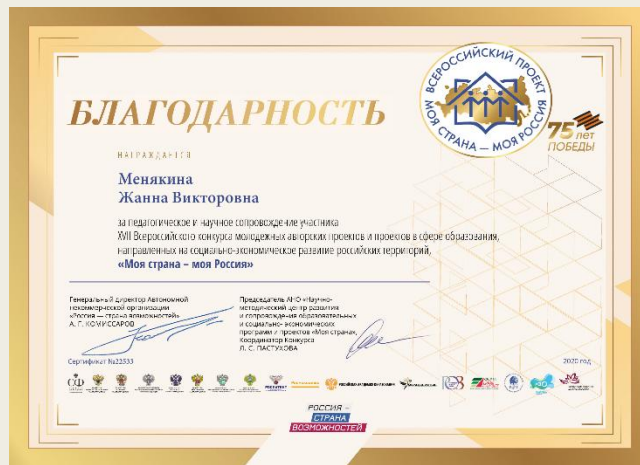 БЛАГОДАРНОСТЬ
ВСЕРОССИЙСКИЙ ПРОЕКТ
МОЯ СТРАНА — МОЯ РОССИЯ
75 лет
ПОБЕДЫ
НАГРАЖДАЕТСЯ
Менякина
Жанна Викторовна
за педагогическое и научное сопровождение участника
XVII Всероссийского конкурса молодежных авторских проектов и проектов в сфере образования,
направленных на социально-экономическое развитие российских территорий,
«Моя страна – моя Россия»
Генеральный директор Автономной
некоммерческой организации
«Россия — страна возможностей»
А. Г. КОМИССАРОВ
Председатель АНО «Научно-
методический центр развития
и сопровождения образовательных
и социально- экономических
программ и проектов «Моя страна»,
Координатор Конкурса
Л. С. ПАСТУХОВА
Сертификат №22533
2020 год
СФ
РОССИЯ –
СТРАНА
ВОЗМОЖНОСТЕЙ